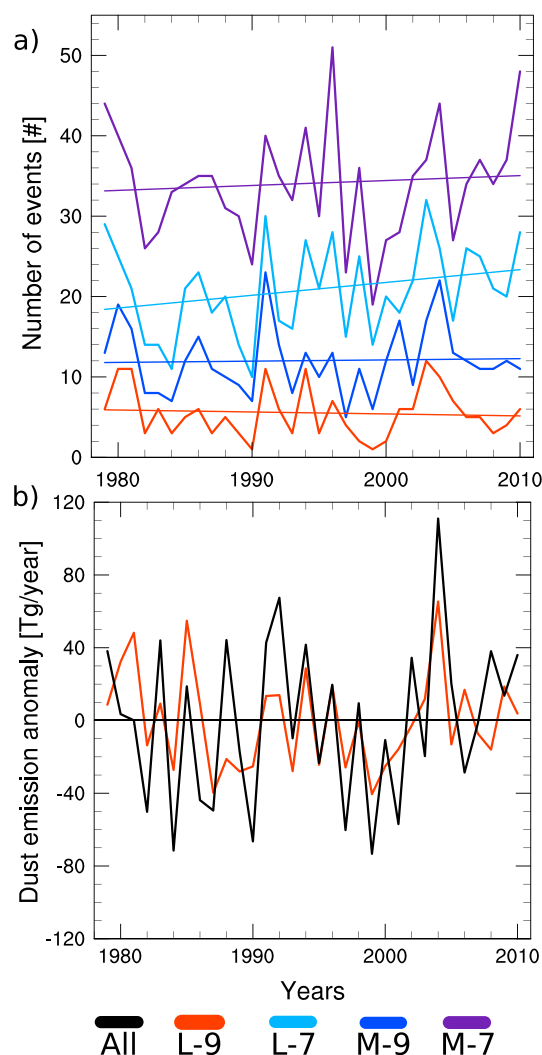 a)
Number of events [#]
50
40
30
20
10
0
1980 1990 2000 2010
b)
Dust emission anomaly [Tg/year]
120
80
40
0
-40
-80
-120
1980 1990 2000 2010
Years
All L-9 L-7 M-9 M-7